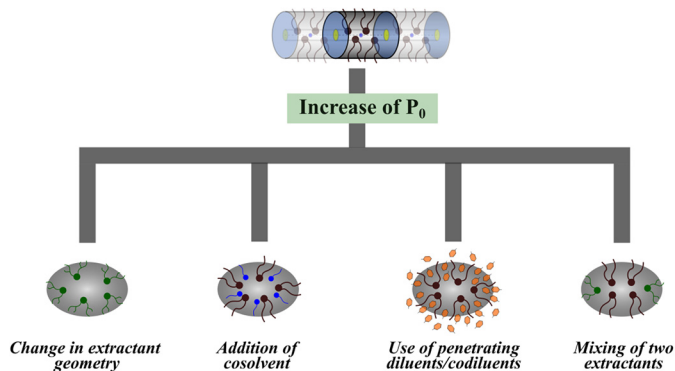 Increase of P0
Change in extractant
geometry
Addition of
cosolvent
Use of penetrating
diluents/codiluents
Mixing of two
extractants